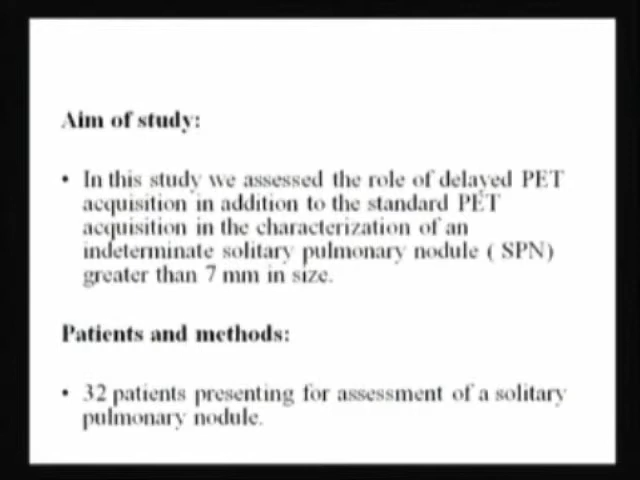 Aim of study:
• In this study we assessed the role of delayed PET
acquisition in addition to the standard PET
acquisition in the characterization of an
indeterminate solitary pulmonary nodule ( SPN)
greater than 7 mm in size.
Patients and methods:
• 32 patients presenting for assessment of a solitary
pulmonary nodule.